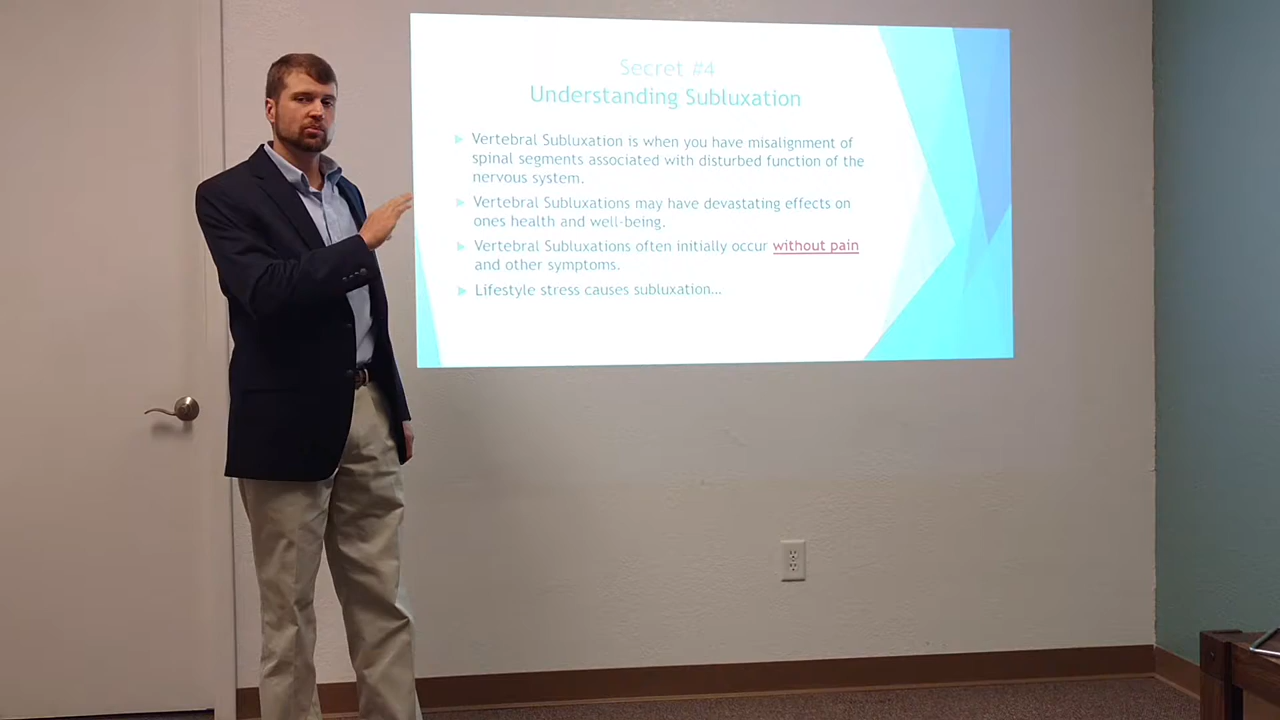 Secret #4
Understanding Subluxation
Vertebral Subluxation is when you have misalignment of
spinal segments associated with disturbed function of the
nervous system.
Vertebral Subluxations may have devastating effects on
ones health and well-being.
Vertebral Subluxations often initially occur without pain
and other symptoms.
Lifestyle stress causes subluxation...